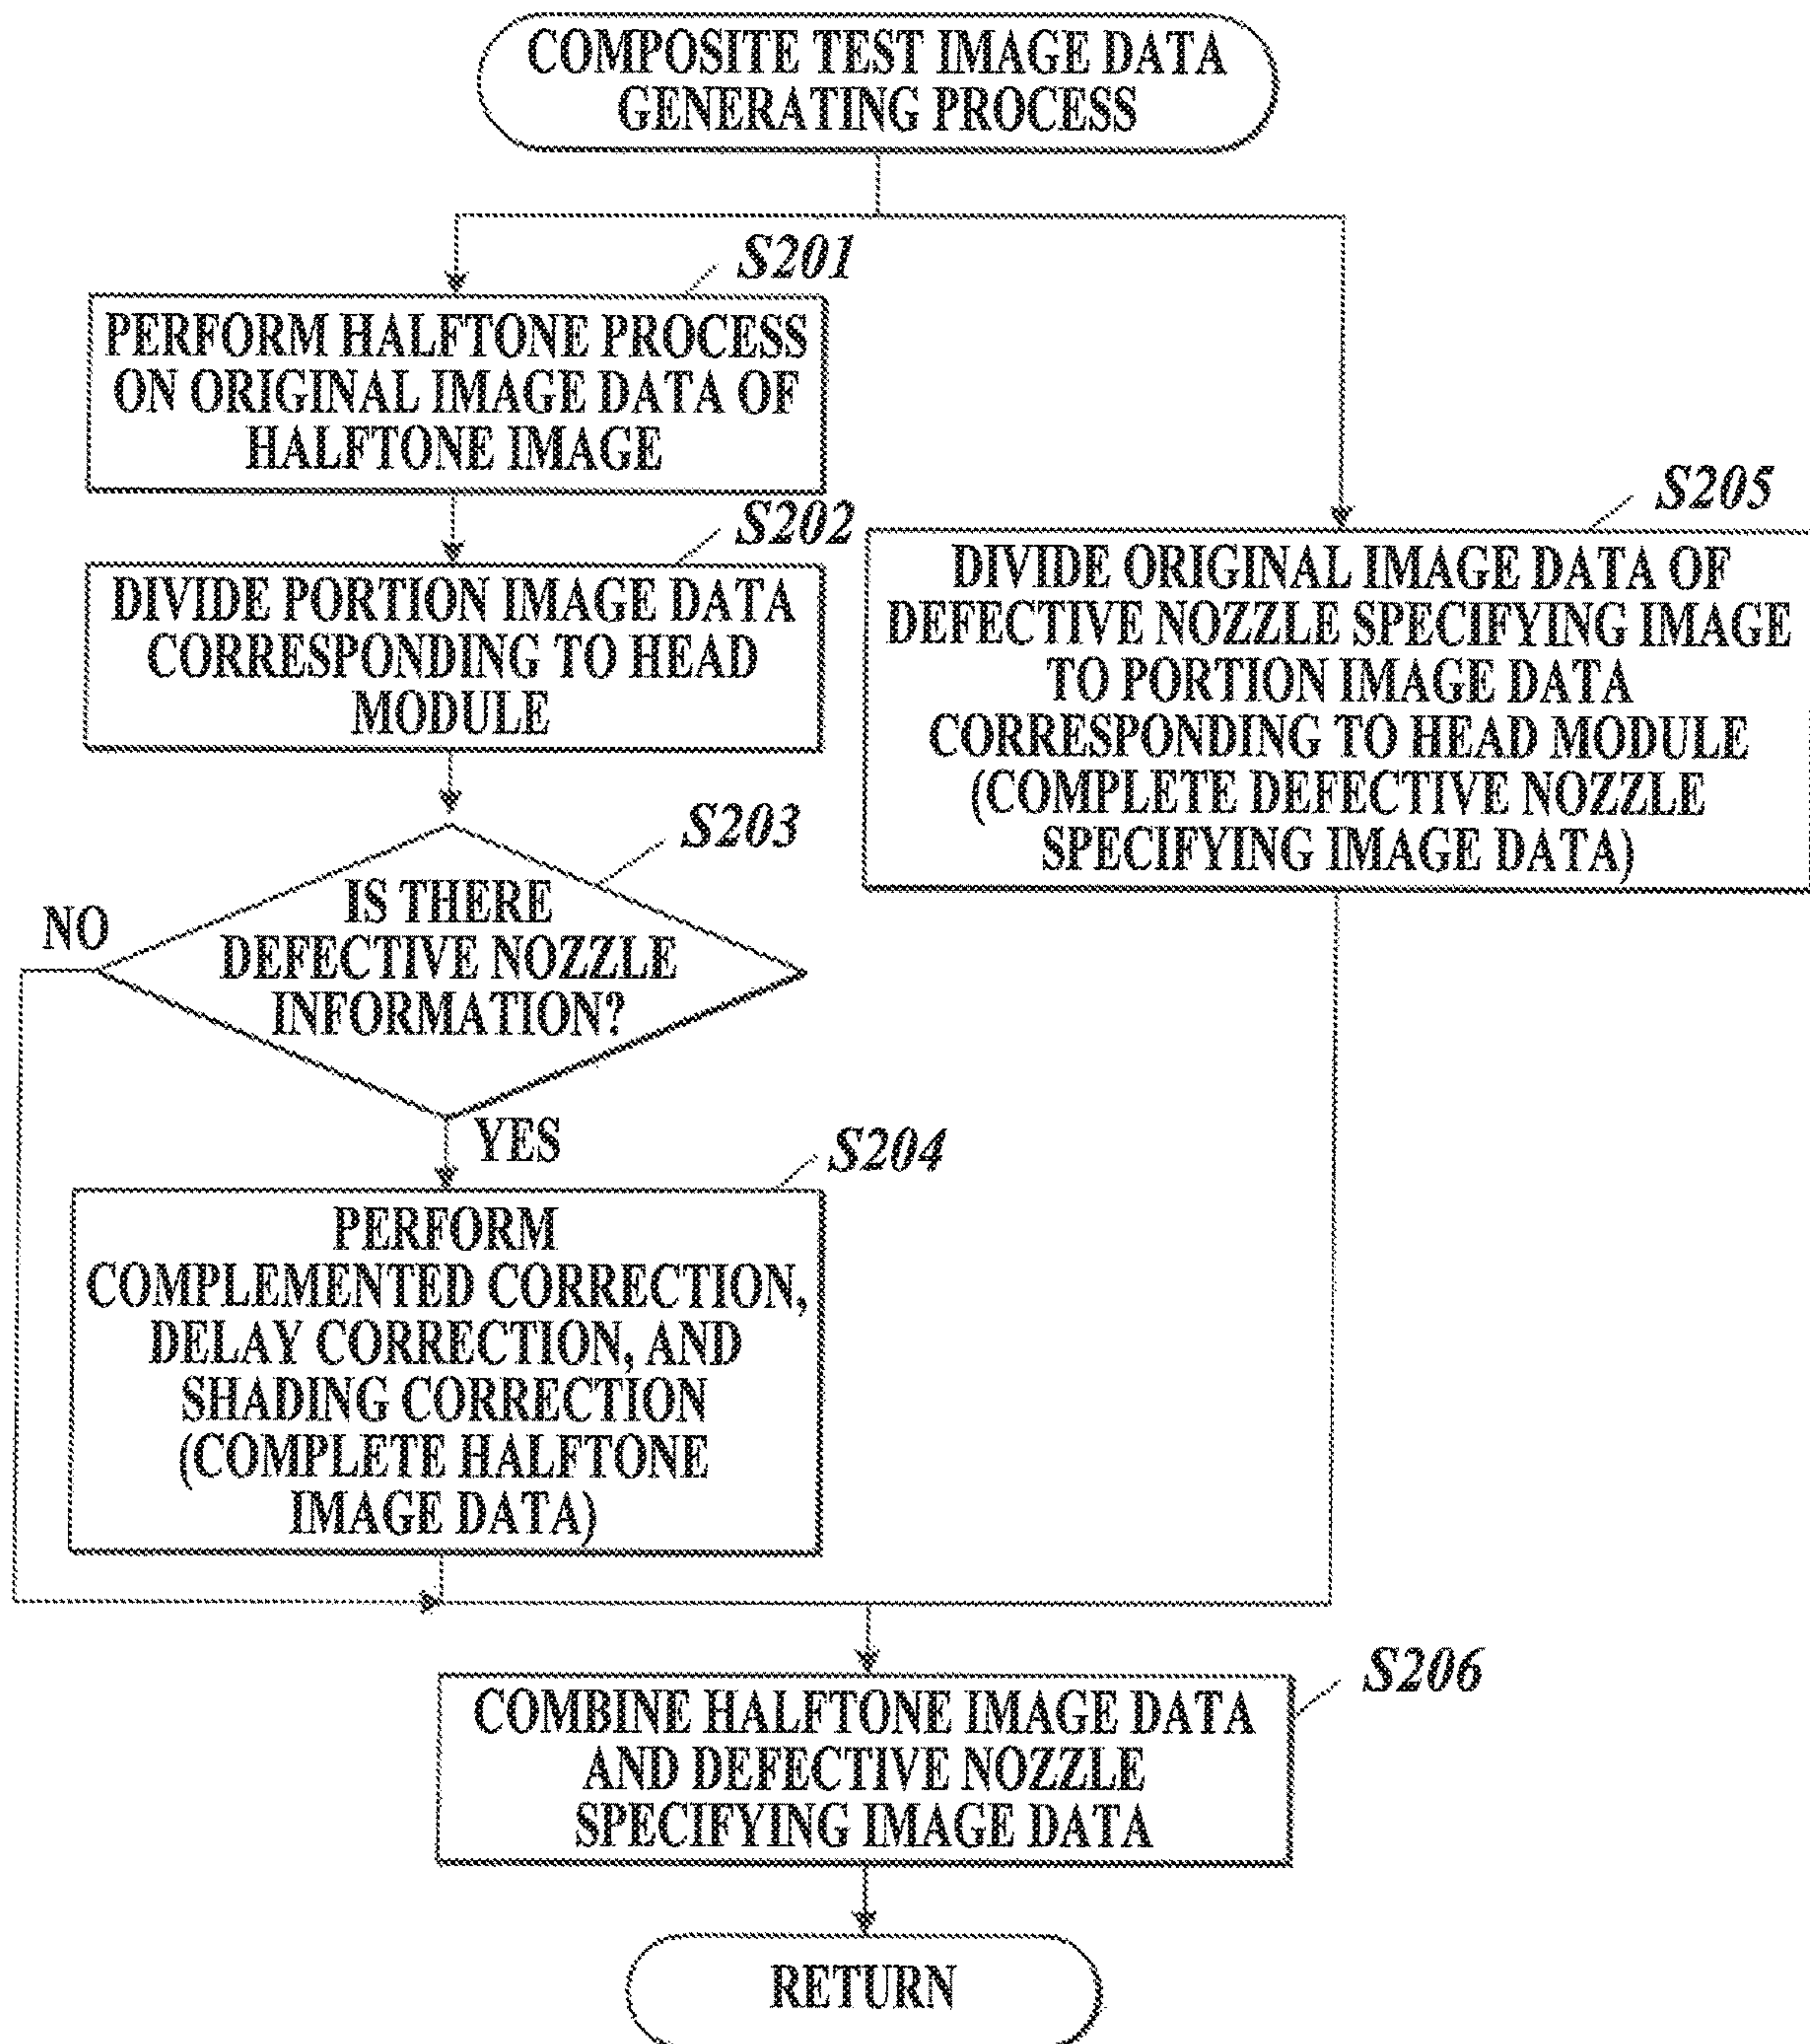 COMPOSITE TEST IMAGE DATA
GENERATING PROCESS
S201
PERFORM HALFTONE PROCESS
ON ORIGINAL IMAGE DATA OF
HALFTONE IMAGE
S202
DIVIDE PORTION IMAGE DATA
CORRESPONDING TO HEAD
MODULE
S203
IS THERE
DEFECTIVE NOZZLE
INFORMATION?
NO
YES
S204
PERFORM
COMPLEMENTED CORRECTION,
DELAY CORRECTION, AND
SHADING CORRECTION
(COMPLETE HALFTONE
IMAGE DATA)
S205
DIVIDE ORIGINAL IMAGE DATA OF
DEFECTIVE NOZZLE SPECIFYING IMAGE
TO PORTION IMAGE DATA
CORRESPONDING TO HEAD MODULE
(COMPLETE DEFECTIVE NOZZLE
SPECIFYING IMAGE DATA)
S206
COMBINE HALFTONE IMAGE DATA
AND DEFECTIVE NOZZLE
SPECIFYING IMAGE DATA
RETURN